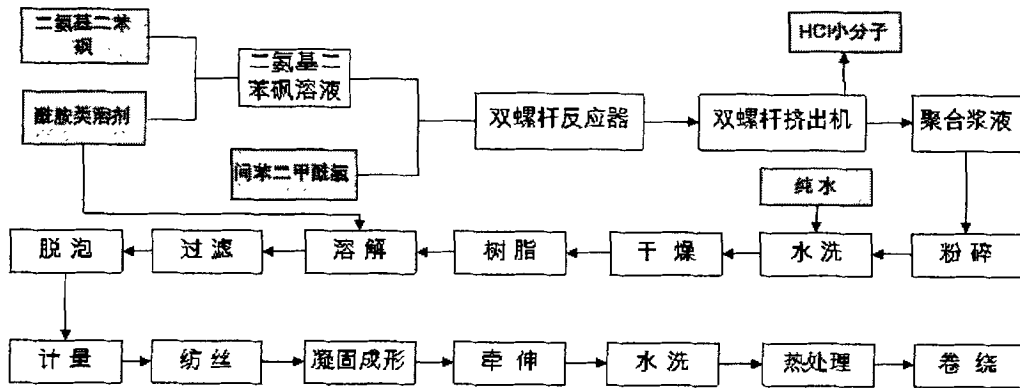 二氨基二苯
砜
HCl小分子
二氨基二
苯砜溶液
酰胺类溶剂
双螺杆反应器
双螺杆挤出机
聚合浆液
间苯二甲酰氯
纯水
脱泡
过滤
溶解
树脂
干燥
水洗
粉碎
计量
纺丝
凝固成形
牵伸
水洗
热处理
卷绕